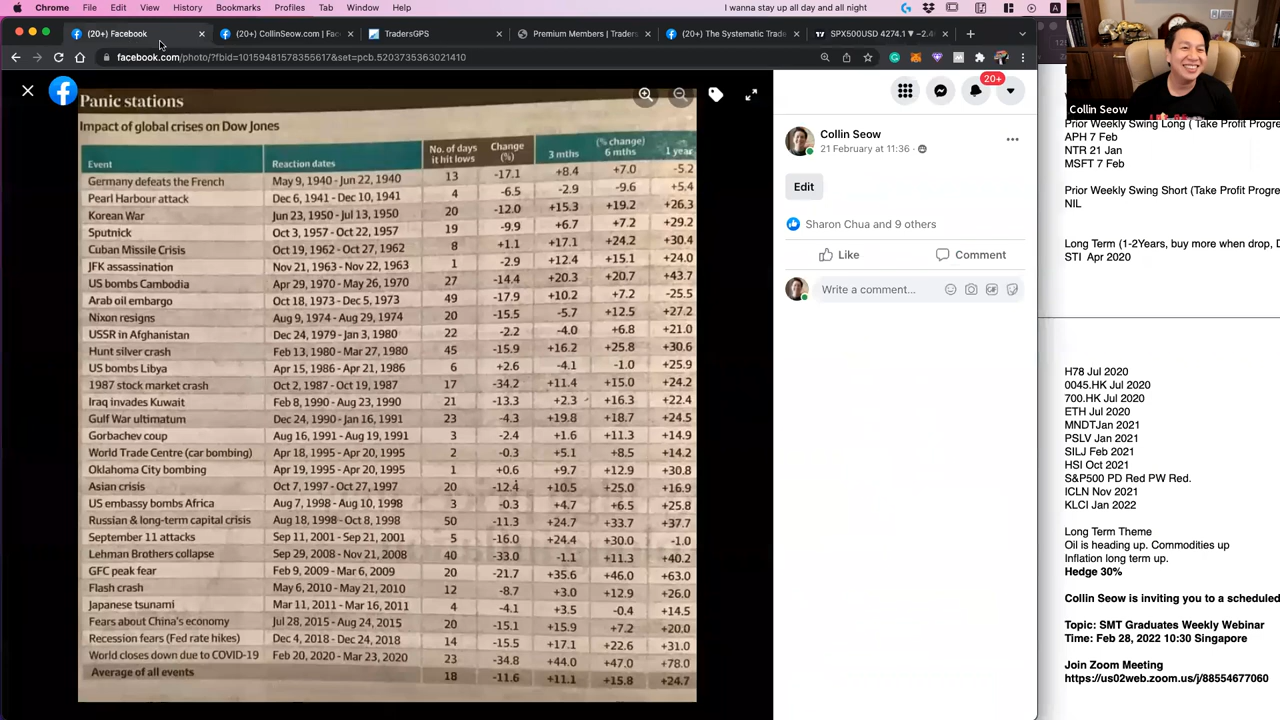 Chrome File Edit View History Bookmarks Profiles Tab Window Help I wanna stay up all day and all night
(20+) Facebook
(20+) CollinSeow.com | Fac
TradersGPS
Premium Members | Traders
(20+) The Systematic Trade
SPX500USD 4274.1
facebook.com/photo/?fbid=10159481578355617&set=pcb.5203735363021410
Panic stations
Impact of global crises on Dow Jones
Event Reaction dates No. of days it hit lows Change (%) (% change) 3 mths 6 mths 1 year
Germany defeats the French May 9, 1940 - Jun 22, 1940 13 -17.1 +8.4 +7.0 -5.2
Pearl Harbour attack Dec 6, 1941 - Dec 10, 1941 4 -6.5 -2.9 -9.6 +5.4
Korean War Jun 23, 1950 - Jul 13, 1950 20 -12.0 +15.3 +19.2 +26.3
Sputnick Oct 3, 1957 - Oct 22, 1957 19 -9.9 +6.7 +7.2 +29.2
Cuban Missile Crisis Oct 19, 1962 - Oct 27, 1962 8 +1.1 +17.1 +24.2 +30.4
JFK assassination Nov 21, 1963 - Nov 22, 1963 1 -2.9 +12.4 +15.1 +24.0
US bombs Cambodia Apr 29, 1970 - May 26, 1970 27 -14.4 +20.3 +20.7 +43.7
Arab oil embargo Oct 18, 1973 - Dec 5, 1973 49 -17.9 +10.2 +7.2 -25.5
Nixon resigns Aug 9, 1974 - Aug 29, 1974 20 -15.5 -5.7 +12.5 +27.2
USSR in Afghanistan Dec 24, 1979 - Jan 3, 1980 22 -2.2 -4.0 +6.8 +21.0
Hunt silver crash Feb 13, 1980 - Mar 27, 1980 45 -15.9 +16.2 +25.8 +30.6
US bombs Libya Apr 15, 1986 - Apr 21, 1986 6 +2.6 -4.1 -1.0 +25.9
1987 stock market crash Oct 2, 1987 - Oct 19, 1987 17 -34.2 +11.4 +15.0 +24.2
Iraq invades Kuwait Feb 8, 1990 - Aug 23, 1990 21 -13.3 +2.3 +16.3 +22.4
Gulf War ultimatum Dec 24, 1990 - Jan 16, 1991 23 -4.3 +19.8 +18.7 +24.5
Gorbachev coup Aug 16, 1991 - Aug 19, 1991 3 -2.4 +1.6 +11.3 +14.9
World Trade Centre (car bombing) Apr 18, 1995 - Apr 20, 1995 2 -0.3 +5.1 +8.5 +14.2
Oklahoma City bombing Apr 19, 1995 - Apr 20, 1995 1 +0.6 +9.7 +12.9 +30.8
Asian crisis Oct 7, 1997 - Oct 27, 1997 20 -12.4 +10.5 +25.0 +16.9
US embassy bombs Africa Aug 7, 1998 - Aug 10, 1998 3 -0.3 +4.7 +6.5 +25.8
Russian & long-term capital crisis Aug 18, 1998 - Oct 8, 1998 50 -11.3 +24.7 +33.7 +37.7
September 11 attacks Sep 11, 2001 - Sep 21, 2001 5 -16.0 +24.4 +30.0 -1.0
Lehman Brothers collapse Sep 29, 2008 - Nov 21, 2008 40 -33.0 -1.1 +11.3 +40.2
GFC peak fear Feb 9, 2009 - Mar 6, 2009 20 -21.7 +35.6 +46.0 +63.0
Flash crash May 6, 2010 - May 21, 2010 12 -8.7 +3.0 +12.9 +26.0
Japanese tsunami Mar 11, 2011 - Mar 16, 2011 4 -4.1 +3.5 -0.4 +14.5
Fears about China's economy Jul 28, 2015 - Aug 24, 2015 20 -15.1 +15.9 +7.2 +20.0
Recession fears (Fed rate hikes) Dec 4, 2018 - Dec 24, 2018 14 -15.5 +17.1 +22.6 +31.0
World closes down due to COVID-19 Feb 20, 2020 - Mar 23, 2020 23 -34.8 +44.0 +47.0 +78.0
Average of all events 18 -11.6 +11.1 +15.8 +24.7
20+
Collin Seow
21 February at 11:36
Edit
Sharon Chua and 9 others
Like Comment
Write a comment...
Collin Seow
Prior Weekly Swing Long ( Take Profit Progre
APH 7 Feb
NTR 21 Jan
MSFT 7 Feb
Prior Weekly Swing Short (Take Profit Progre
NIL
Long Term (1-2Years, buy more when drop, D
STI Apr 2020
H78 Jul 2020
0045.HK Jul 2020
700.HK Jul 2020
ETH Jul 2020
MNDTJan 2021
PSLV Jan 2021
SILJ Feb 2021
HSI Oct 2021
S&P500 PD Red PW Red.
ICLN Nov 2021
KLCI Jan 2022
Long Term Theme
Oil is heading up. Commodities up
Inflation long term up.
Hedge 30%
Collin Seow is inviting you to a scheduled
Topic: SMT Graduates Weekly Webinar
Time: Feb 28, 2022 10:30 Singapore
Join Zoom Meeting
https://us02web.zoom.us/j/88554677060